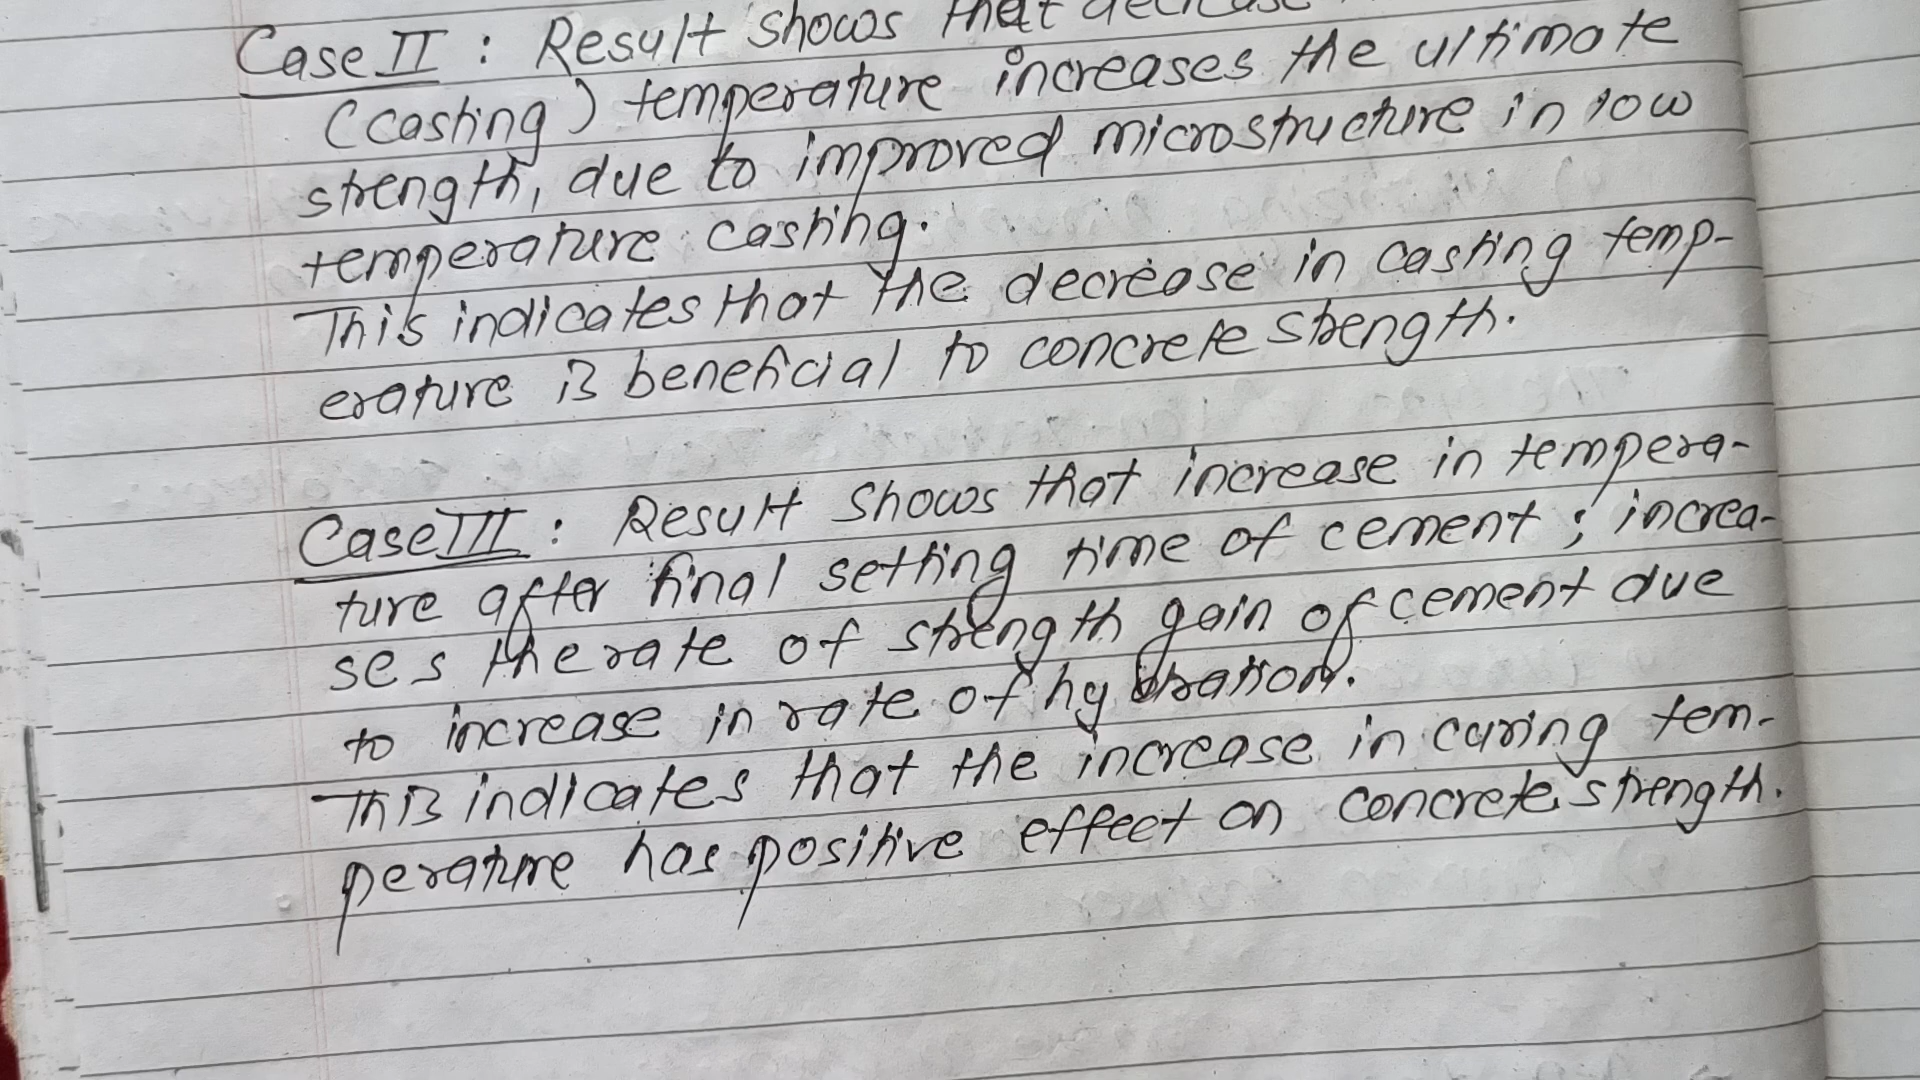 Case II : Result shows that decrease
(casting) temperature increases the ultimate
strength, due to improved microstructure in low
temperature casting.
This indicates that the decrease in casting temp-
erature is beneficial to concrete strength.
Case III : Result shows that increase in tempera-
ture after final setting time of cement ; increa-
ses the rate of strength gain of cement due
to increase in rate of hydration.
This indicates that the increase in curing tem-
perature has positive effect on concrete strength.